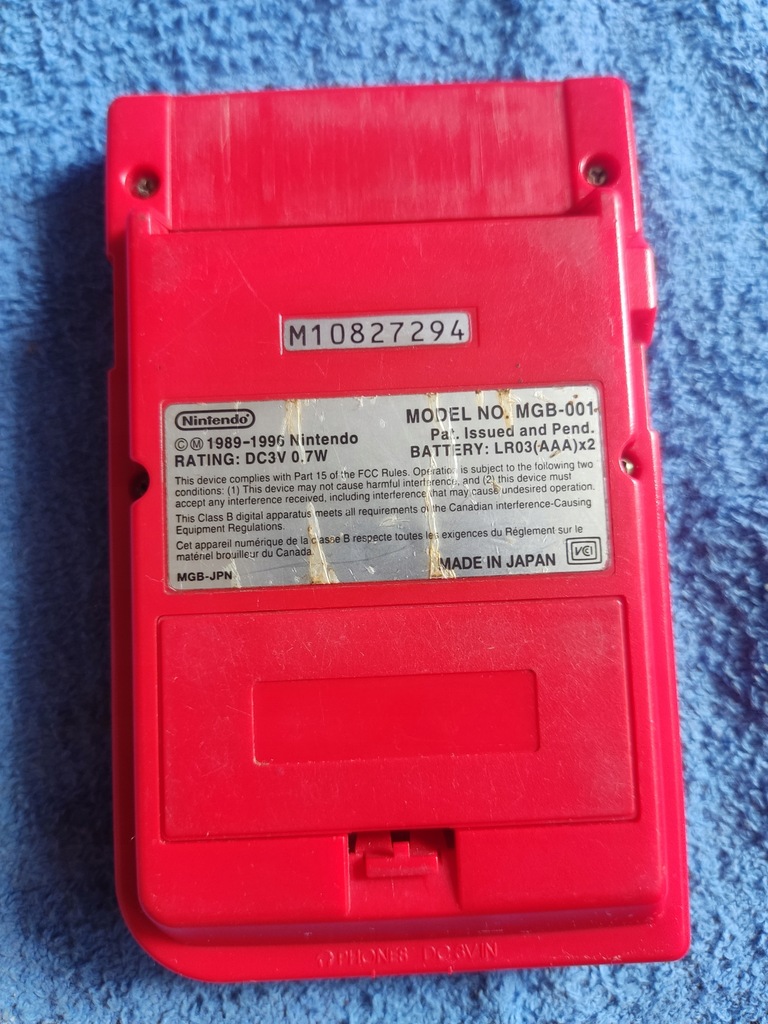 M10827294
Nintendo®
MODEL NO. MGB-001
©Ⓜ 1989-1996 Nintendo
Pat. Issued and Pend.
RATING: DC3V 0.7W
BATTERY: LR03(AAA)x2
This device complies with Part 15 of the FCC Rules. Operation is subject to the following two
conditions: (1) This device may not cause harmful interference, and (2) this device must
accept any interference received, including interference that may cause undesired operation.
This Class B digital apparatus meets all requirements of the Canadian interference-Causing
Equipment Regulations.
Cet appareil numérique de la classe B respecte toutes les exigences du Réglement sur le
matériel brouilleur du Canada.
MGB-JPN
MADE IN JAPAN
VCI
PHONES DC 3V IN